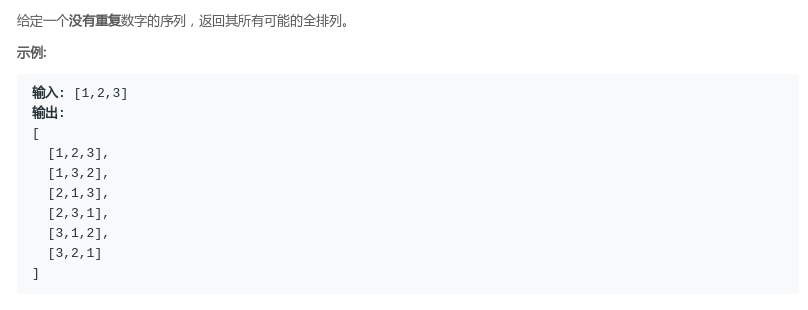 给定一个没有重复数字的序列，返回其所有可能的全排列。
示例:
输入: [1,2,3]
输出:
[
  [1,2,3],
  [1,3,2],
  [2,1,3],
  [2,3,1],
  [3,1,2],
  [3,2,1]
]